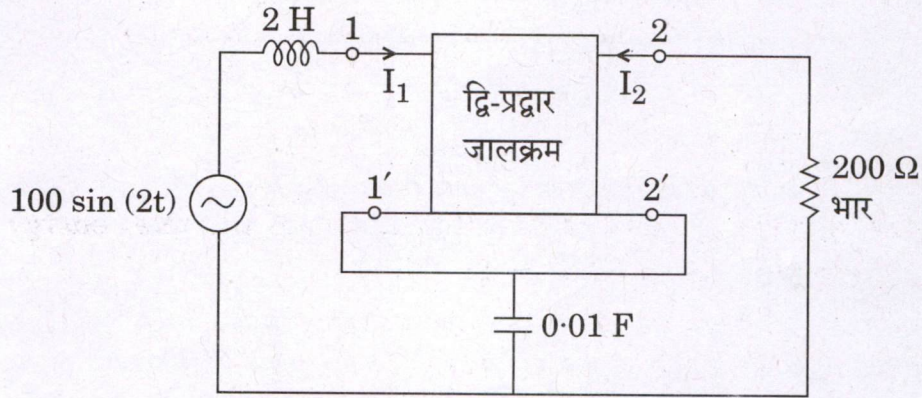 2 H
1
2
I₁
I₂
द्वि-प्रद्वार
जालक्रम
1′
2′
100 sin (2t)
200 Ω
भार
0·01 F